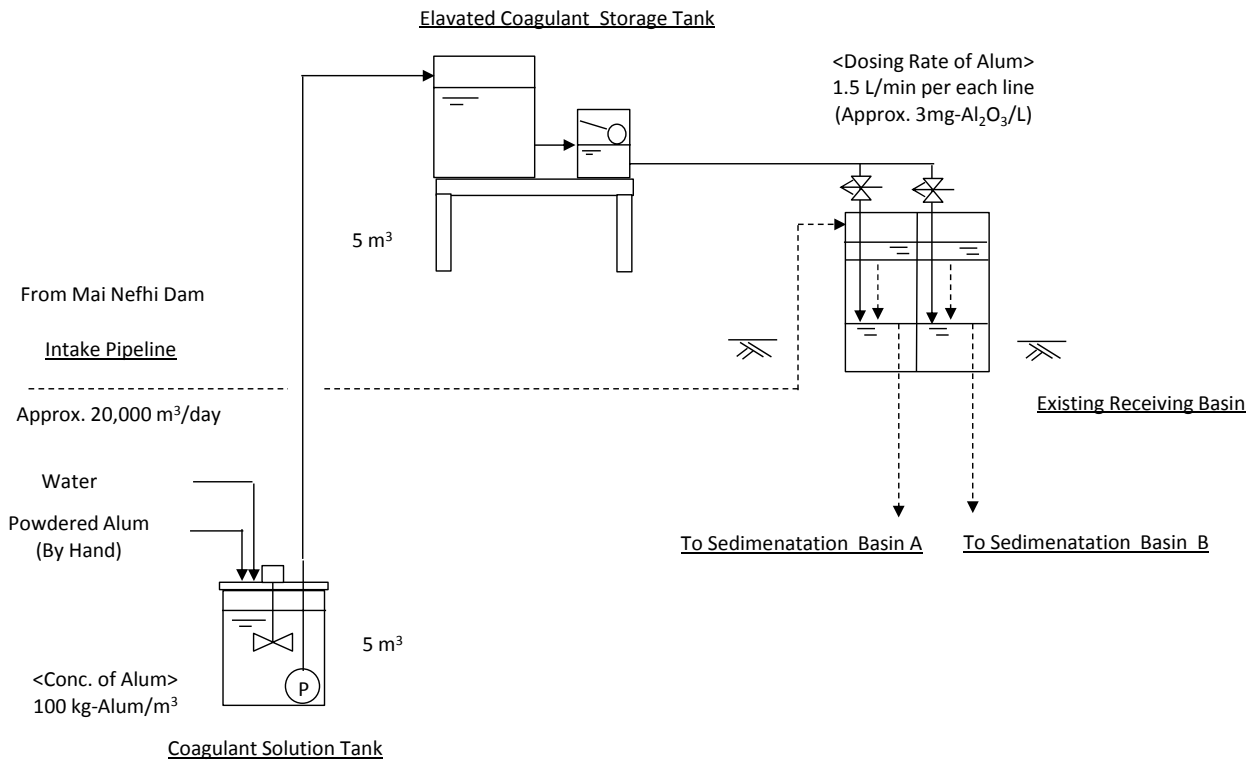 Elavated Coagulant  Storage Tank
<Dosing Rate of Alum>
1.5 L/min per each line
(Approx. 3mg-Al₂O₃/L)
5 m³
From Mai Nefhi Dam
Intake Pipeline
Approx. 20,000 m³/day
Existing Receiving Basin
Water
Powdered Alum
(By Hand)
To Sedimenatation  Basin A
To Sedimenatation  Basin  B
5 m³
<Conc. of Alum>
100 kg-Alum/m³
P
Coagulant Solution Tank